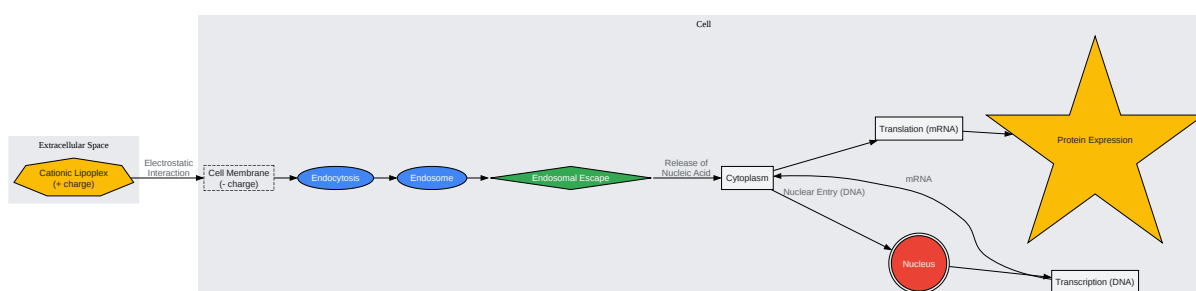 Cell
Extracellular Space
Cationic Lipoplex
(+ charge)
Electrostatic
Interaction
Cell Membrane
(- charge)
Endocytosis
Endosome
Endosomal Escape
Release of
Nucleic Acid
Cytoplasm
Translation (mRNA)
Protein Expression
mRNA
Nuclear Entry (DNA)
Nucleus
Transcription (DNA)